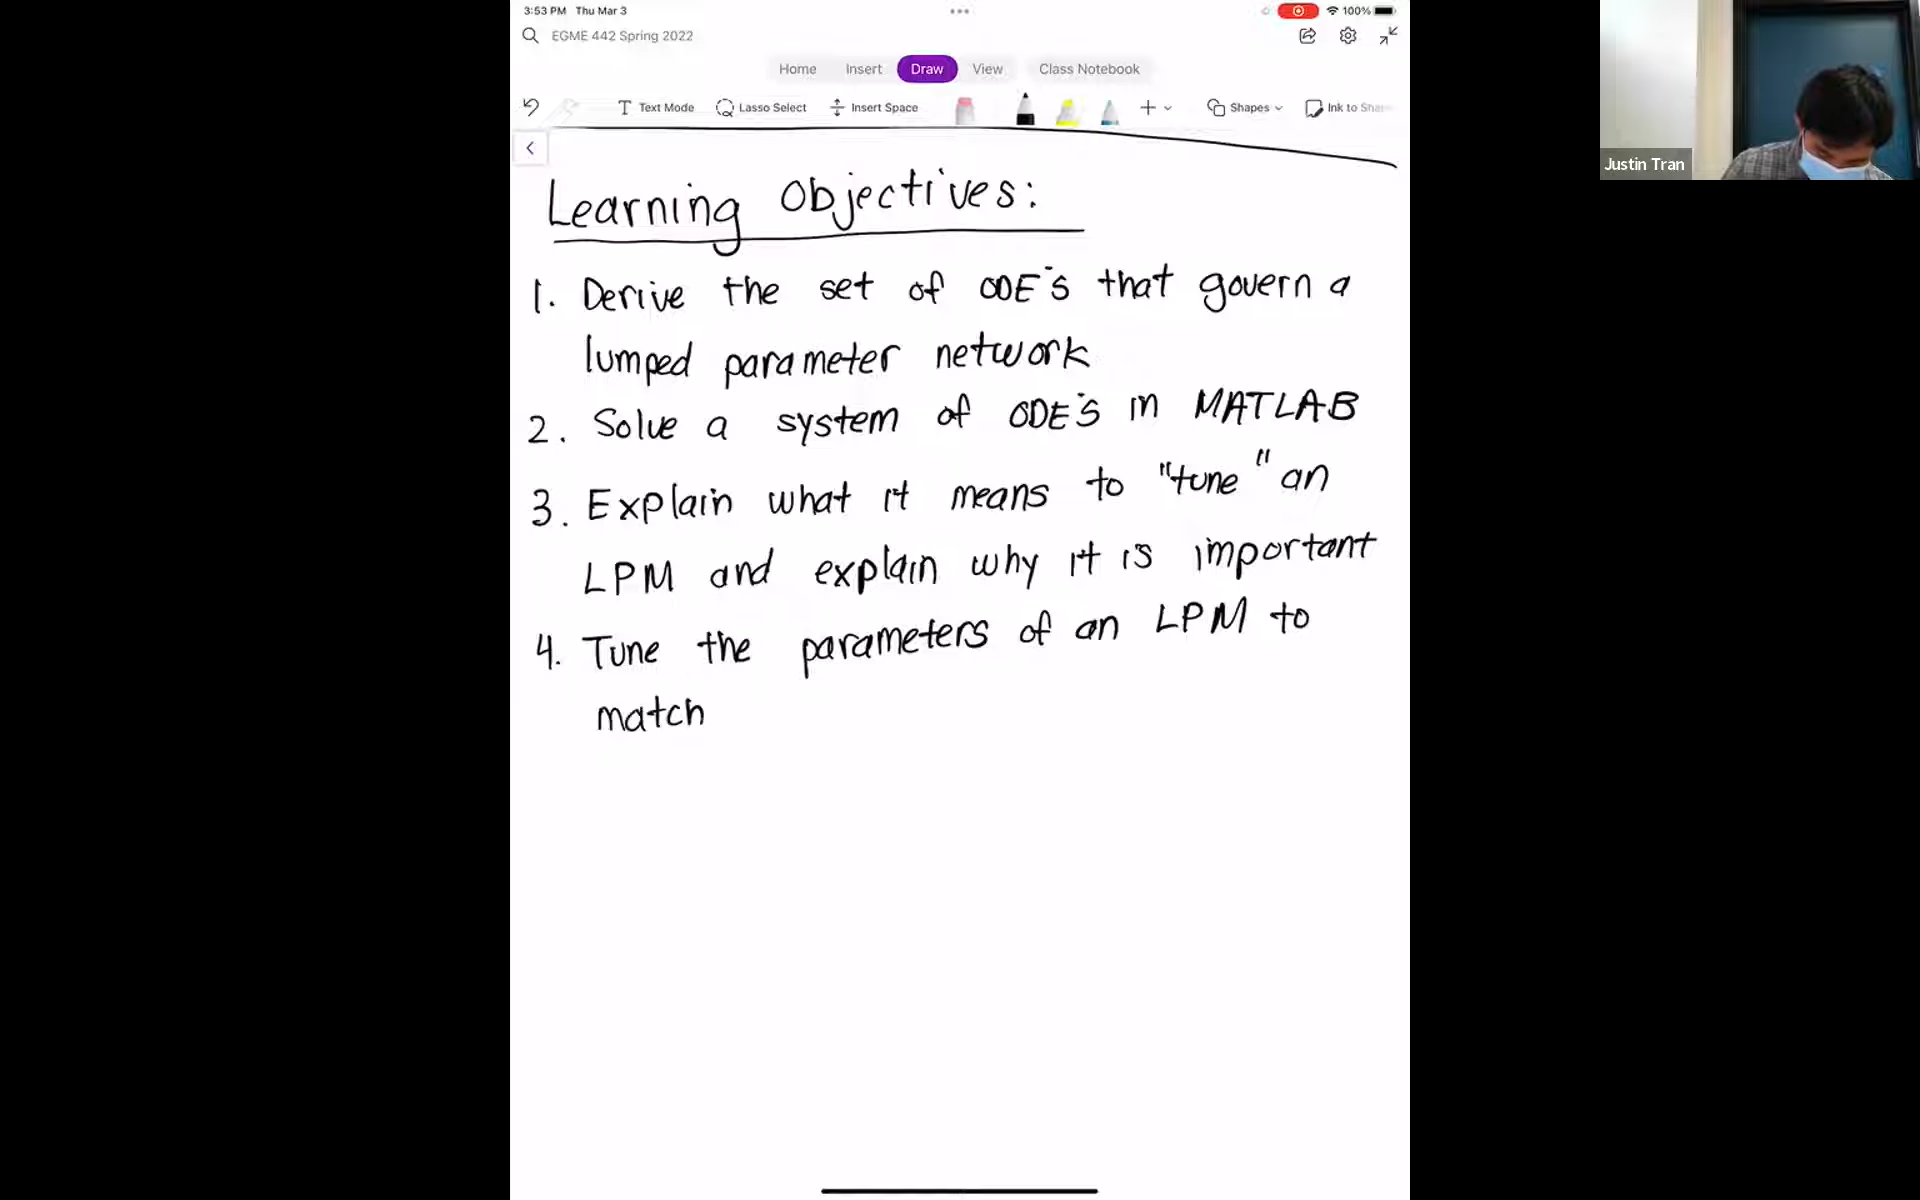 3:53 PM Thu Mar 3
100%
EGME 442 Spring 2022
Home Insert Draw View Class Notebook
Text Mode Lasso Select Insert Space Shapes Ink to Sha
Justin Tran
Learning Objectives:
1. Derive the set of ODE's that govern a
lumped parameter network
2. Solve a system of ODE's in MATLAB
3. Explain what it means to "tune" an
LPM and explain why it is important
4. Tune the parameters of an LPM to
match